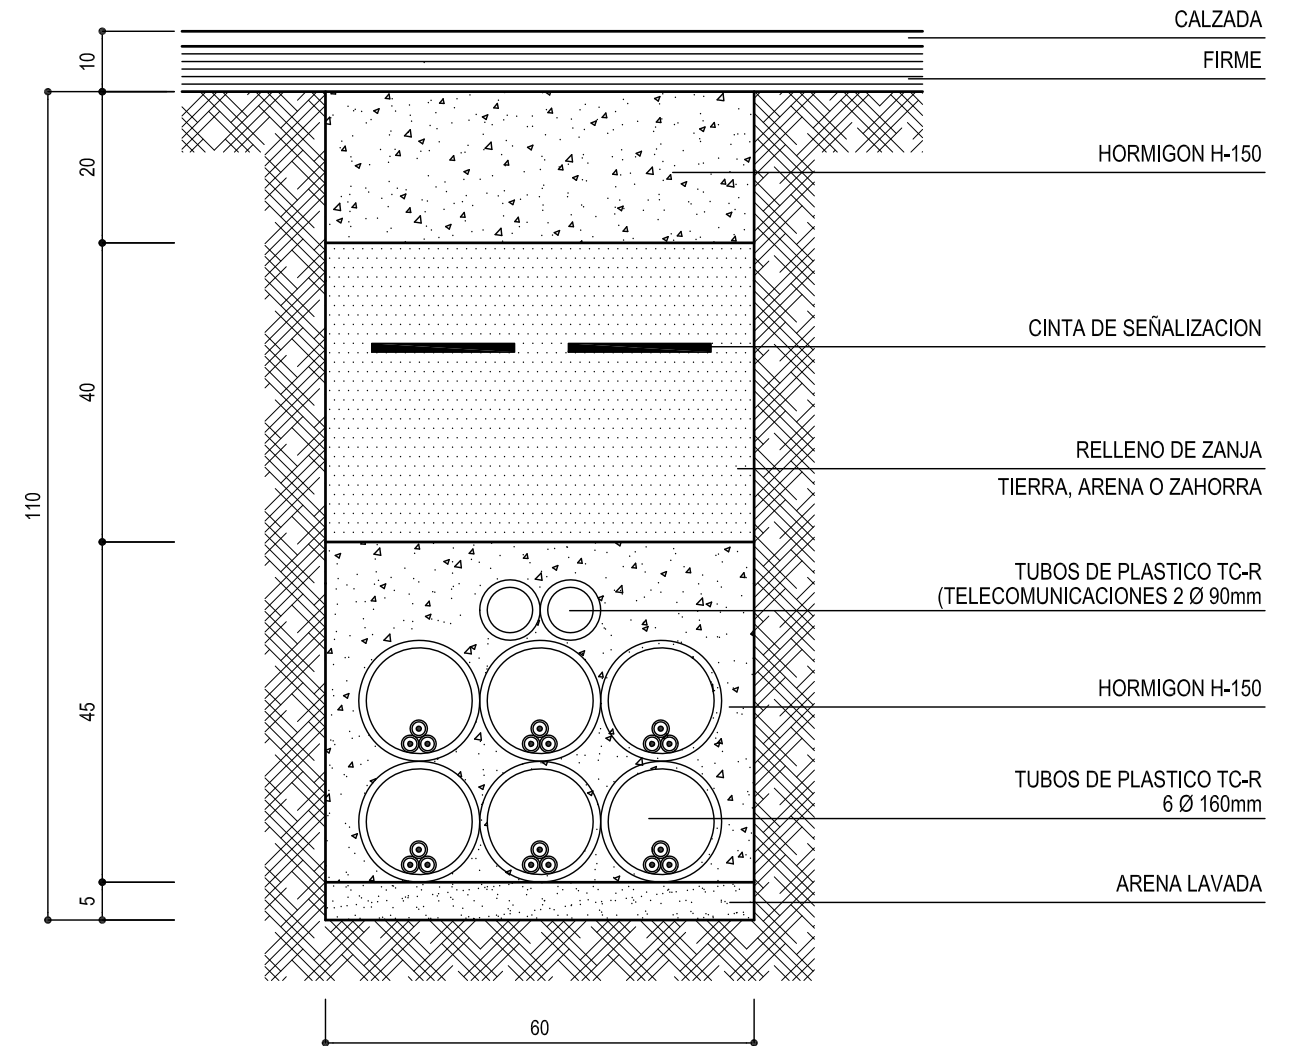 CALZADA
10
FIRME
HORMIGON H-150
20
CINTA DE SEÑALIZACION
40
RELLENO DE ZANJA
TIERRA, ARENA O ZAHORRA
110
TUBOS DE PLASTICO TC-R
(TELECOMUNICACIONES 2 Ø 90mm
HORMIGON H-150
45
TUBOS DE PLASTICO TC-R
6 Ø 160mm
ARENA LAVADA
5
60